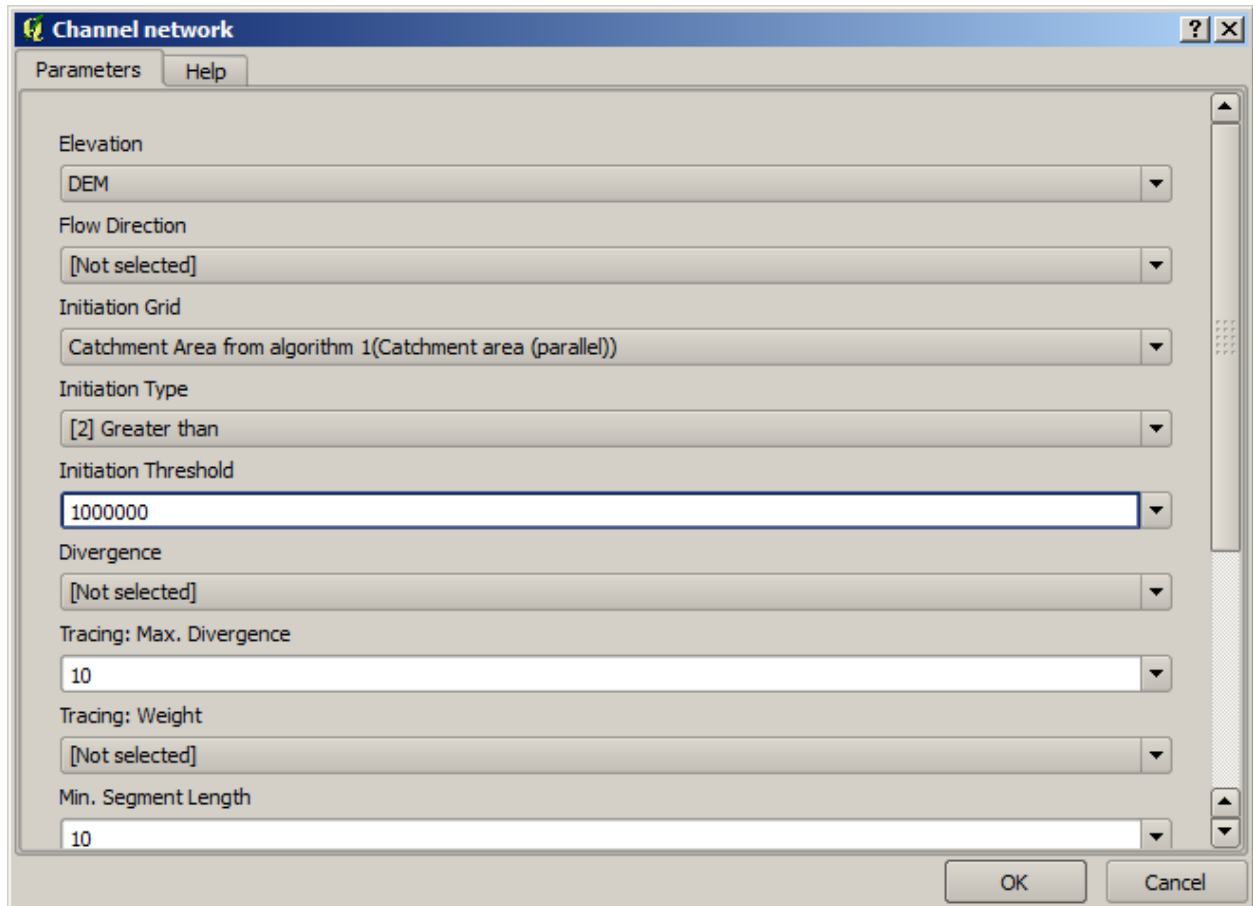 Channel network
Parameters
Help
Elevation
DEM
Flow Direction
[Not selected]
Initiation Grid
Catchment Area from algorithm 1(Catchment area (parallel))
Initiation Type
[2] Greater than
Initiation Threshold
1000000
Divergence
[Not selected]
Tracing: Max. Divergence
10
Tracing: Weight
[Not selected]
Min. Segment Length
10
OK
Cancel